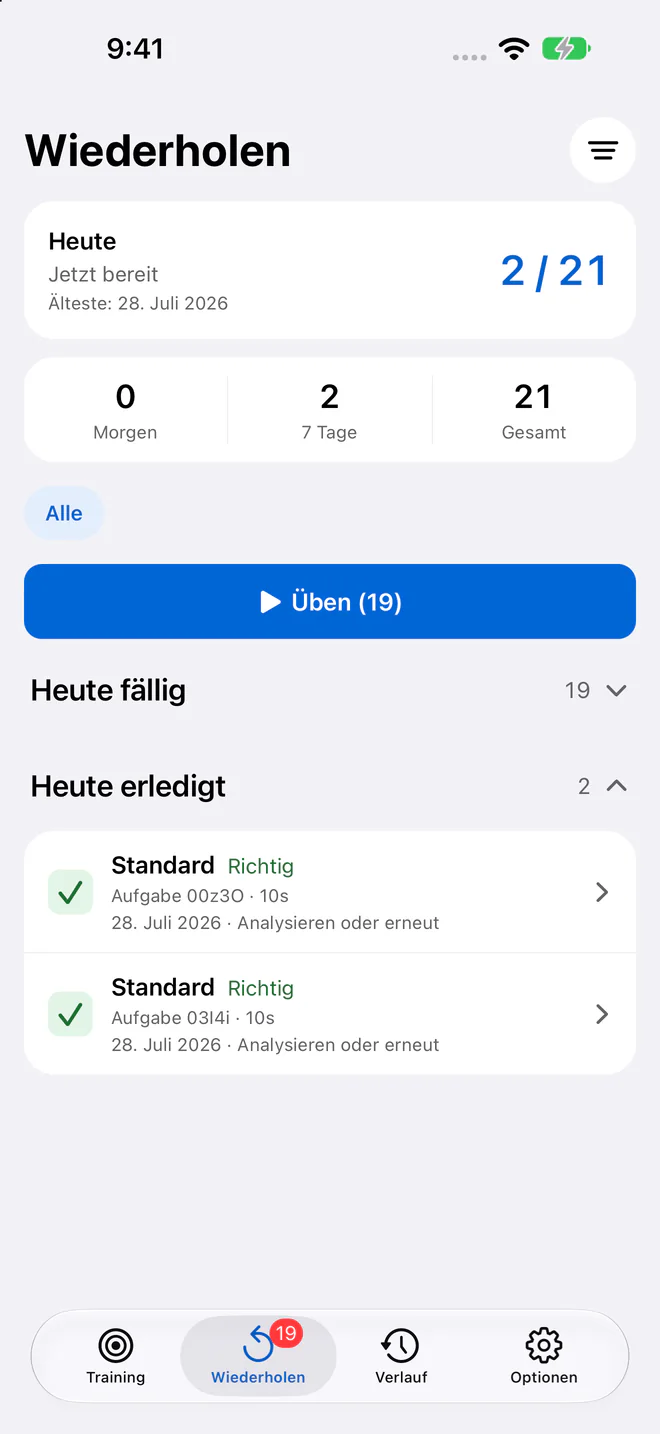 9:41
Wiederholen
Heute
Jetzt bereit
Älteste: 28. Juli 2026
2 / 21
0
Morgen
2
7 Tage
21
Gesamt
Alle
Üben (19)
Heute fällig
19
Heute erledigt
2
Standard Richtig
Aufgabe 00z3O · 10s
28. Juli 2026 · Analysieren oder erneut
Standard Richtig
Aufgabe 03l4i · 10s
28. Juli 2026 · Analysieren oder erneut
19
Training
Wiederholen
Verlauf
Optionen